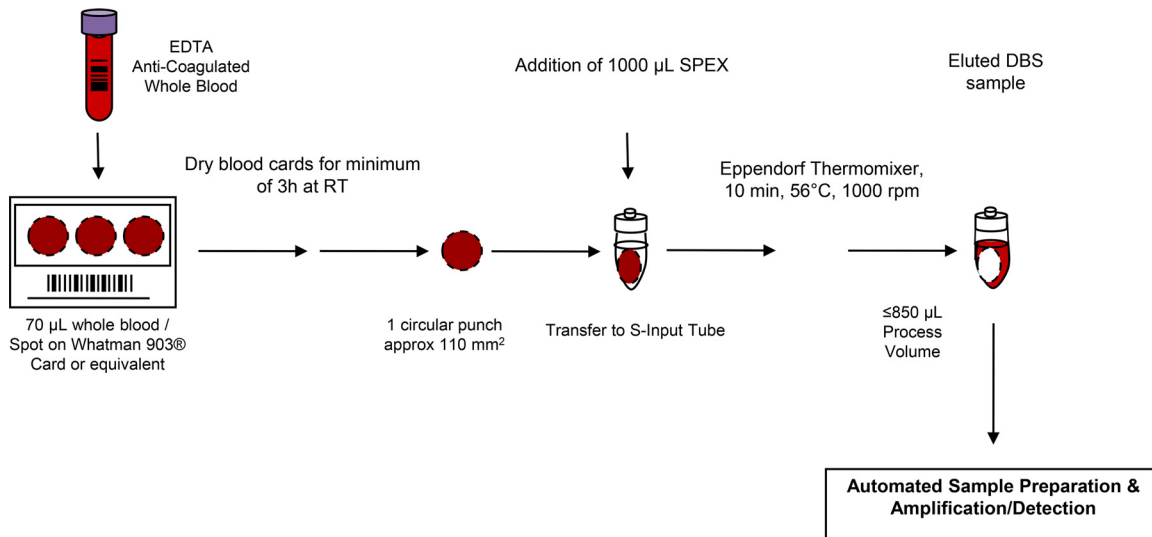 EDTA
Anti-Coagulated
Whole Blood
Addition of 1000 µL SPEX
Eluted DBS
sample
Dry blood cards for minimum
of 3h at RT
Eppendorf Thermomixer,
10 min, 56°C, 1000 rpm
70 µL whole blood /
Spot on Whatman 903®
Card or equivalent
1 circular punch
approx 110 mm²
Transfer to S-Input Tube
≤850 µL
Process
Volume
Automated Sample Preparation &
Amplification/Detection